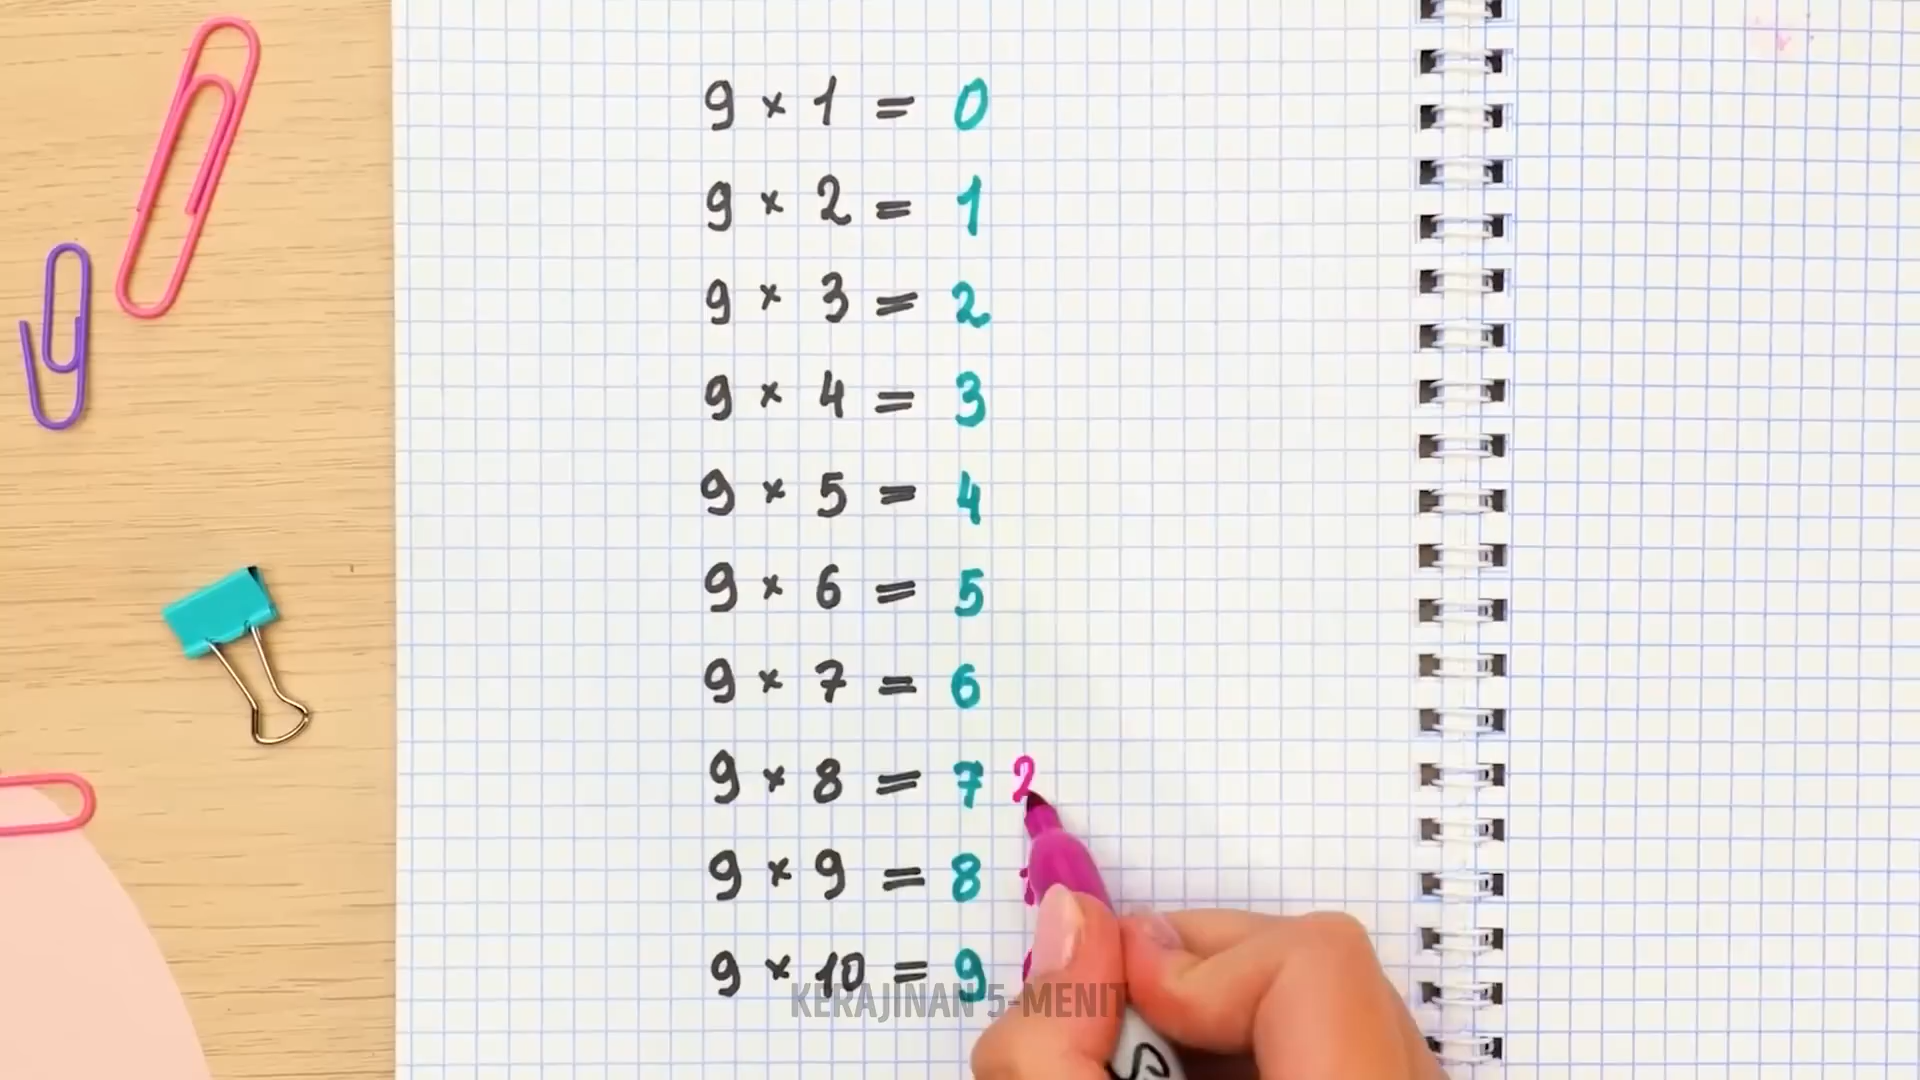 9 × 1 = 0
9 × 2 = 1
9 × 3 = 2
9 × 4 = 3
9 × 5 = 4
9 × 6 = 5
9 × 7 = 6
9 × 8 = 7 2
9 × 9 = 8
9 × 10 = 9
KERAJINAN 5-MENIT